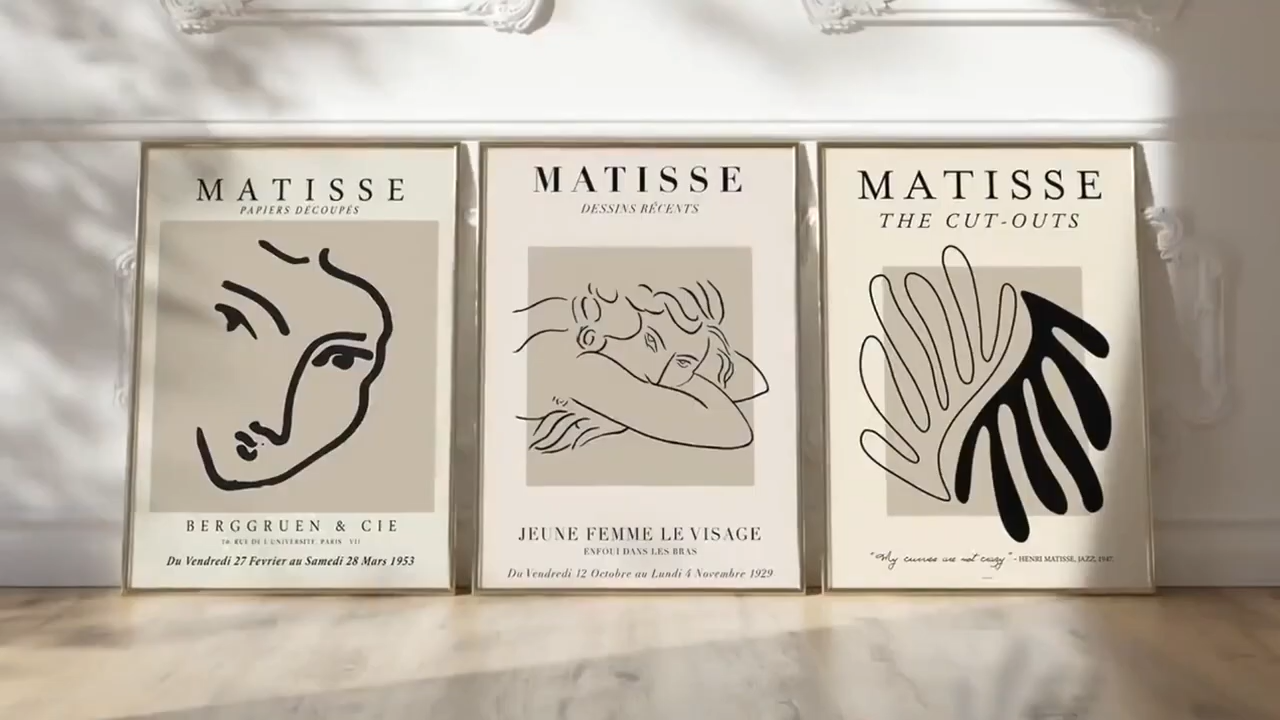 MATISSE
PAPIERS DÉCOUPÉS
BERGGRUEN & CIE
70, RUE DE L'UNIVERSITE, PARIS VII
Du Vendredi 27 Fevrier au Samedi 28 Mars 1953
MATISSE
DESSINS RÉCENTS
JEUNE FEMME LE VISAGE
ENFOUI DANS LES BRAS
Du Vendredi 12 Octobre au Lundi 4 Novembre 1929
MATISSE
THE CUT-OUTS
"My curves are not crazy" - HENRI MATISSE, JAZZ, 1947.